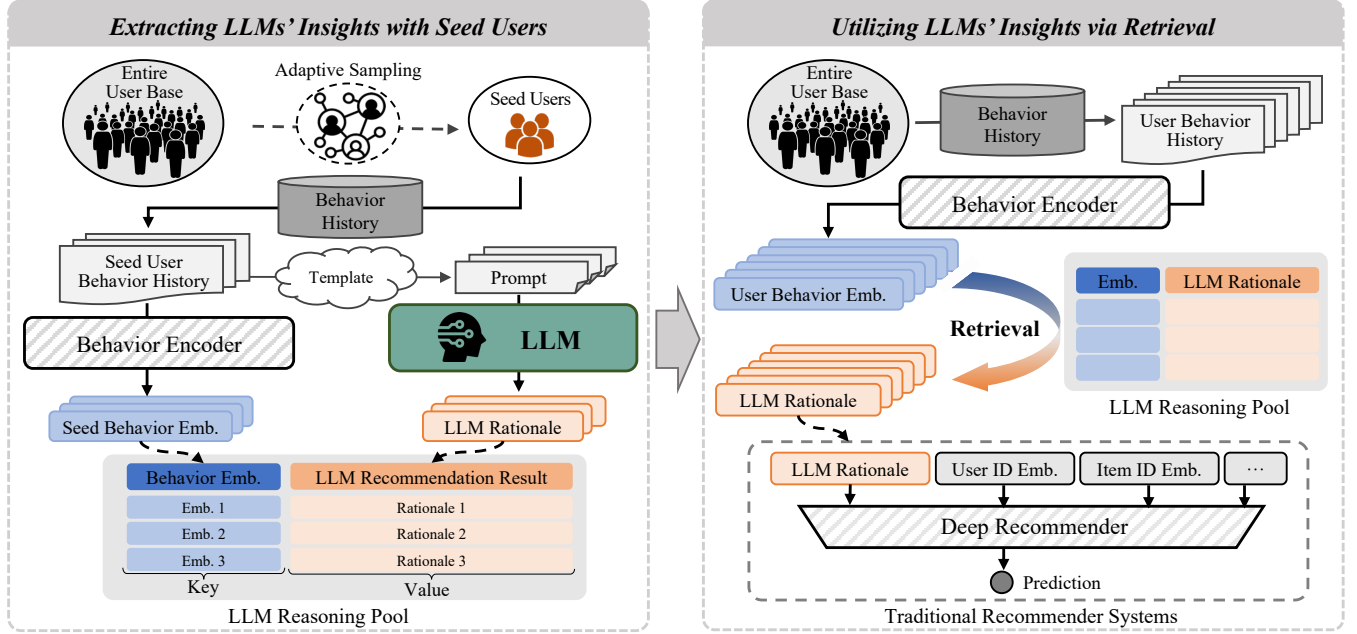 Extracting LLMs' Insights with Seed Users
Entire
User Base
Adaptive Sampling
Seed Users
Behavior
History
Seed User
Behavior History
Template
Prompt
Behavior Encoder
LLM
Seed Behavior Emb.
LLM Rationale
Behavior Emb.
LLM Recommendation Result
Emb. 1
Rationale 1
Emb. 2
Rationale 2
Emb. 3
Rationale 3
Key
Value
LLM Reasoning Pool
Utilizing LLMs' Insights via Retrieval
Entire
User Base
Behavior
History
User Behavior
History
Behavior Encoder
User Behavior Emb.
Retrieval
Emb.
LLM Rationale
LLM Reasoning Pool
LLM Rationale
LLM Rationale
User ID Emb.
Item ID Emb.
...
Deep Recommender
Prediction
Traditional Recommender Systems